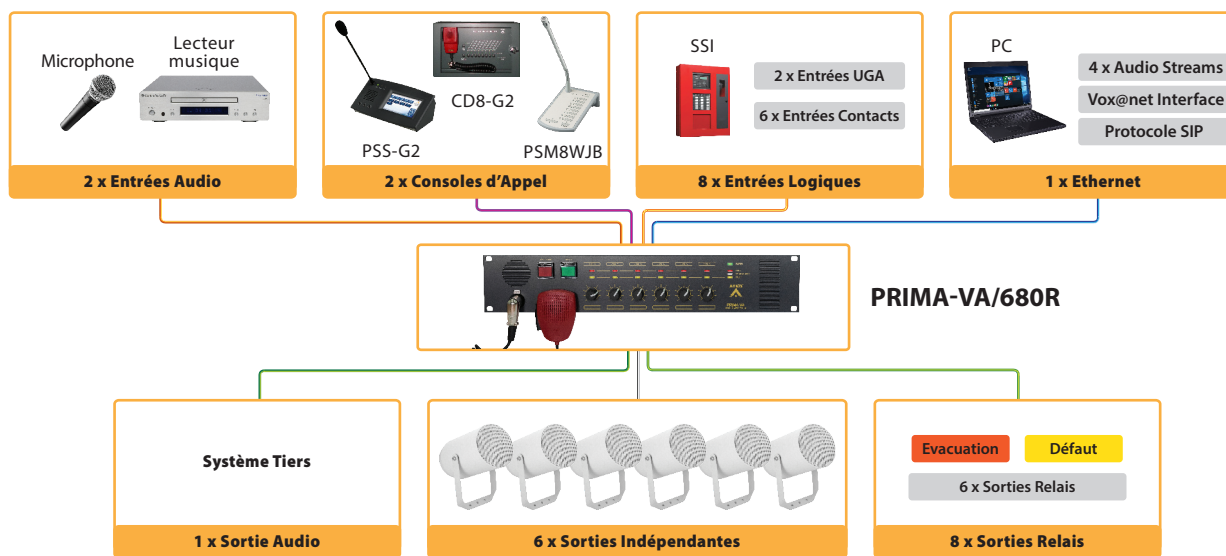 Microphone
Lecteur
musique
2 x Entrées Audio
PSS-G2
CD8-G2
PSM8WJB
2 x Consoles d'Appel
SSI
2 x Entrées UGA
6 x Entrées Contacts
8 x Entrées Logiques
PC
4 x Audio Streams
Vox@net Interface
Protocole SIP
1 x Ethernet
PRIMA-VA/680R
Système Tiers
1 x Sortie Audio
6 x Sorties Indépendantes
Evacuation
Défaut
6 x Sorties Relais
8 x Sorties Relais